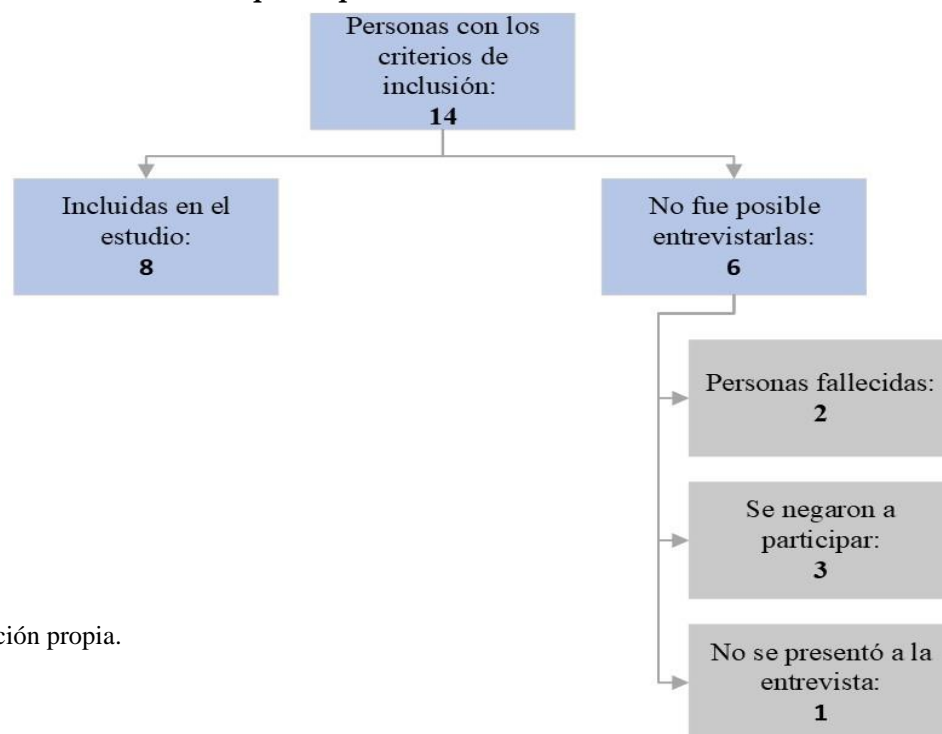 Personas con los
criterios de
inclusión:
14
Incluidas en el
estudio:
8
No fue posible
entrevistarlas:
6
Personas fallecidas:
2
Se negaron a
participar:
3
No se presentó a la
entrevista:
1
ción propia.